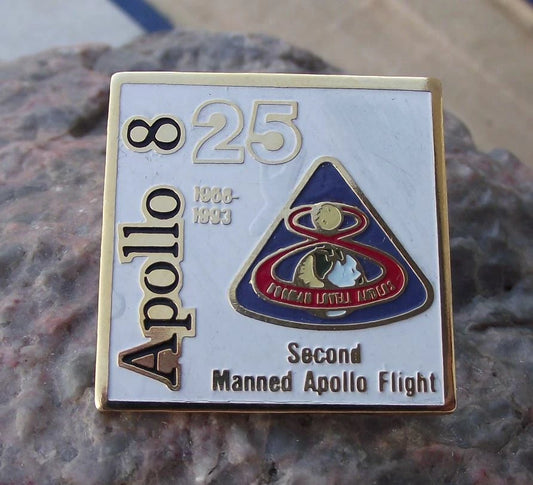 Apollo 8
25
1968-
1993
BORMAN LOVELL ANDERS
Second
Manned Apollo Flight